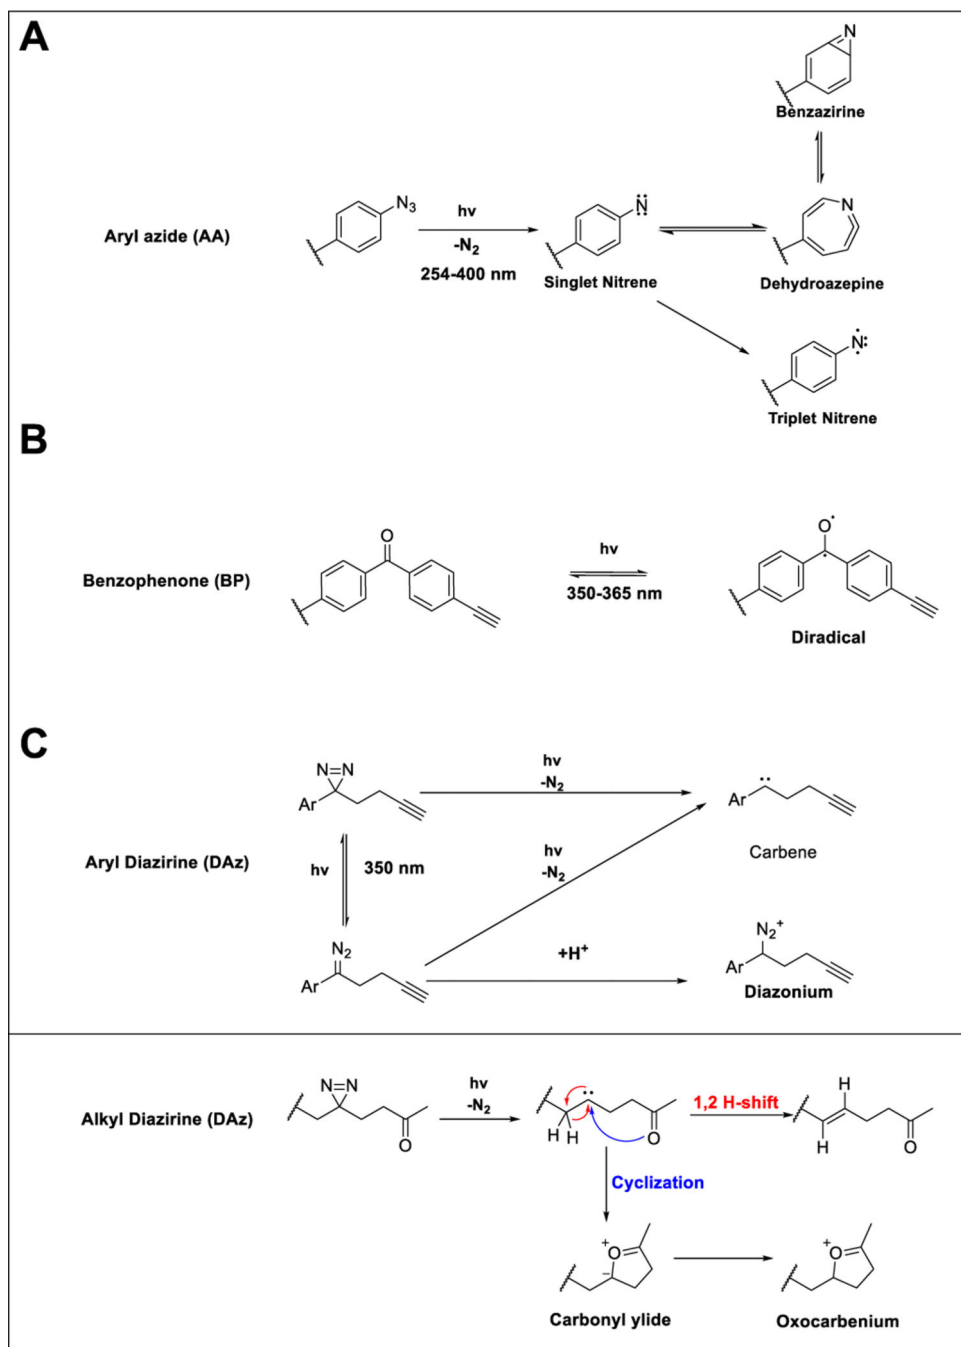 A
N
Benzazirine
Aryl azide (AA)
N3
hv
-N2
254-400 nm
N
Singlet Nitrene
N
Dehydroazepine
N
Triplet Nitrene
B
Benzophenone (BP)
O
hv
350-365 nm
O
Diradical
C
Aryl Diazirine (DAz)
N=N
Ar
hv
-N2
Ar
Carbene
hv
350 nm
hv
-N2
N2
Ar
+H+
N2+
Ar
Diazonium
Alkyl Diazirine (DAz)
N=N
O
hv
-N2
H H
O
1,2 H-shift
H
H
O
Cyclization
+
O
–
Carbonyl ylide
+
O
Oxocarbenium